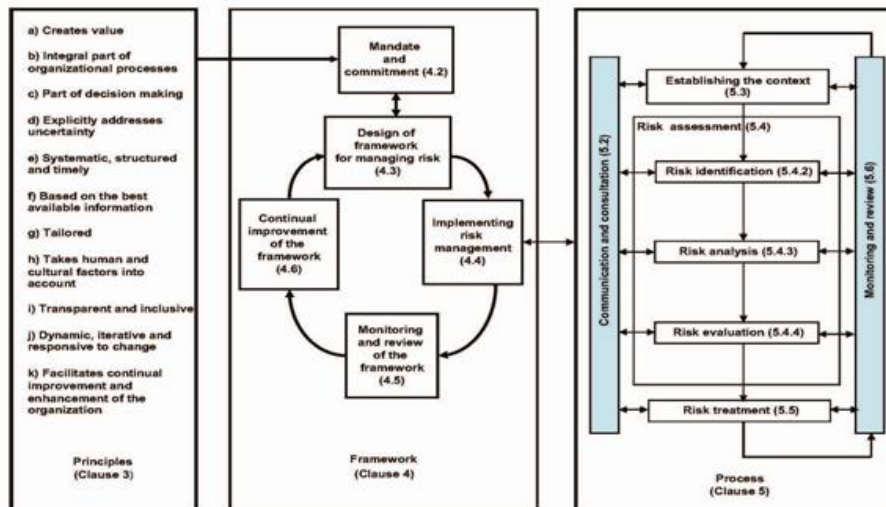 a) Creates value
b) Integral part of
organizational processes
c) Part of decision making
d) Explicitly addresses
uncertainty
e) Systematic, structured
and timely
f) Based on the best
available information
g) Tailored
h) Takes human and
cultural factors into
account
i) Transparent and inclusive
j) Dynamic, iterative and
responsive to change
k) Facilitates continual
improvement and
enhancement of the
organization
Principles
(Clause 3)
Mandate
and
commitment (4.2)
Design of
framework
for managing risk
(4.3)
Continual
improvement
of the
framework
(4.6)
Implementing
risk
management
(4.4)
Monitoring
and review
of the
framework
(4.5)
Framework
(Clause 4)
Communication and consultation (5.2)
Establishing the context
(5.3)
Risk assessment (5.4)
Risk identification (5.4.2)
Risk analysis (5.4.3)
Risk evaluation (5.4.4)
Risk treatment (5.5)
Monitoring and review (5.6)
Process
(Clause 5)